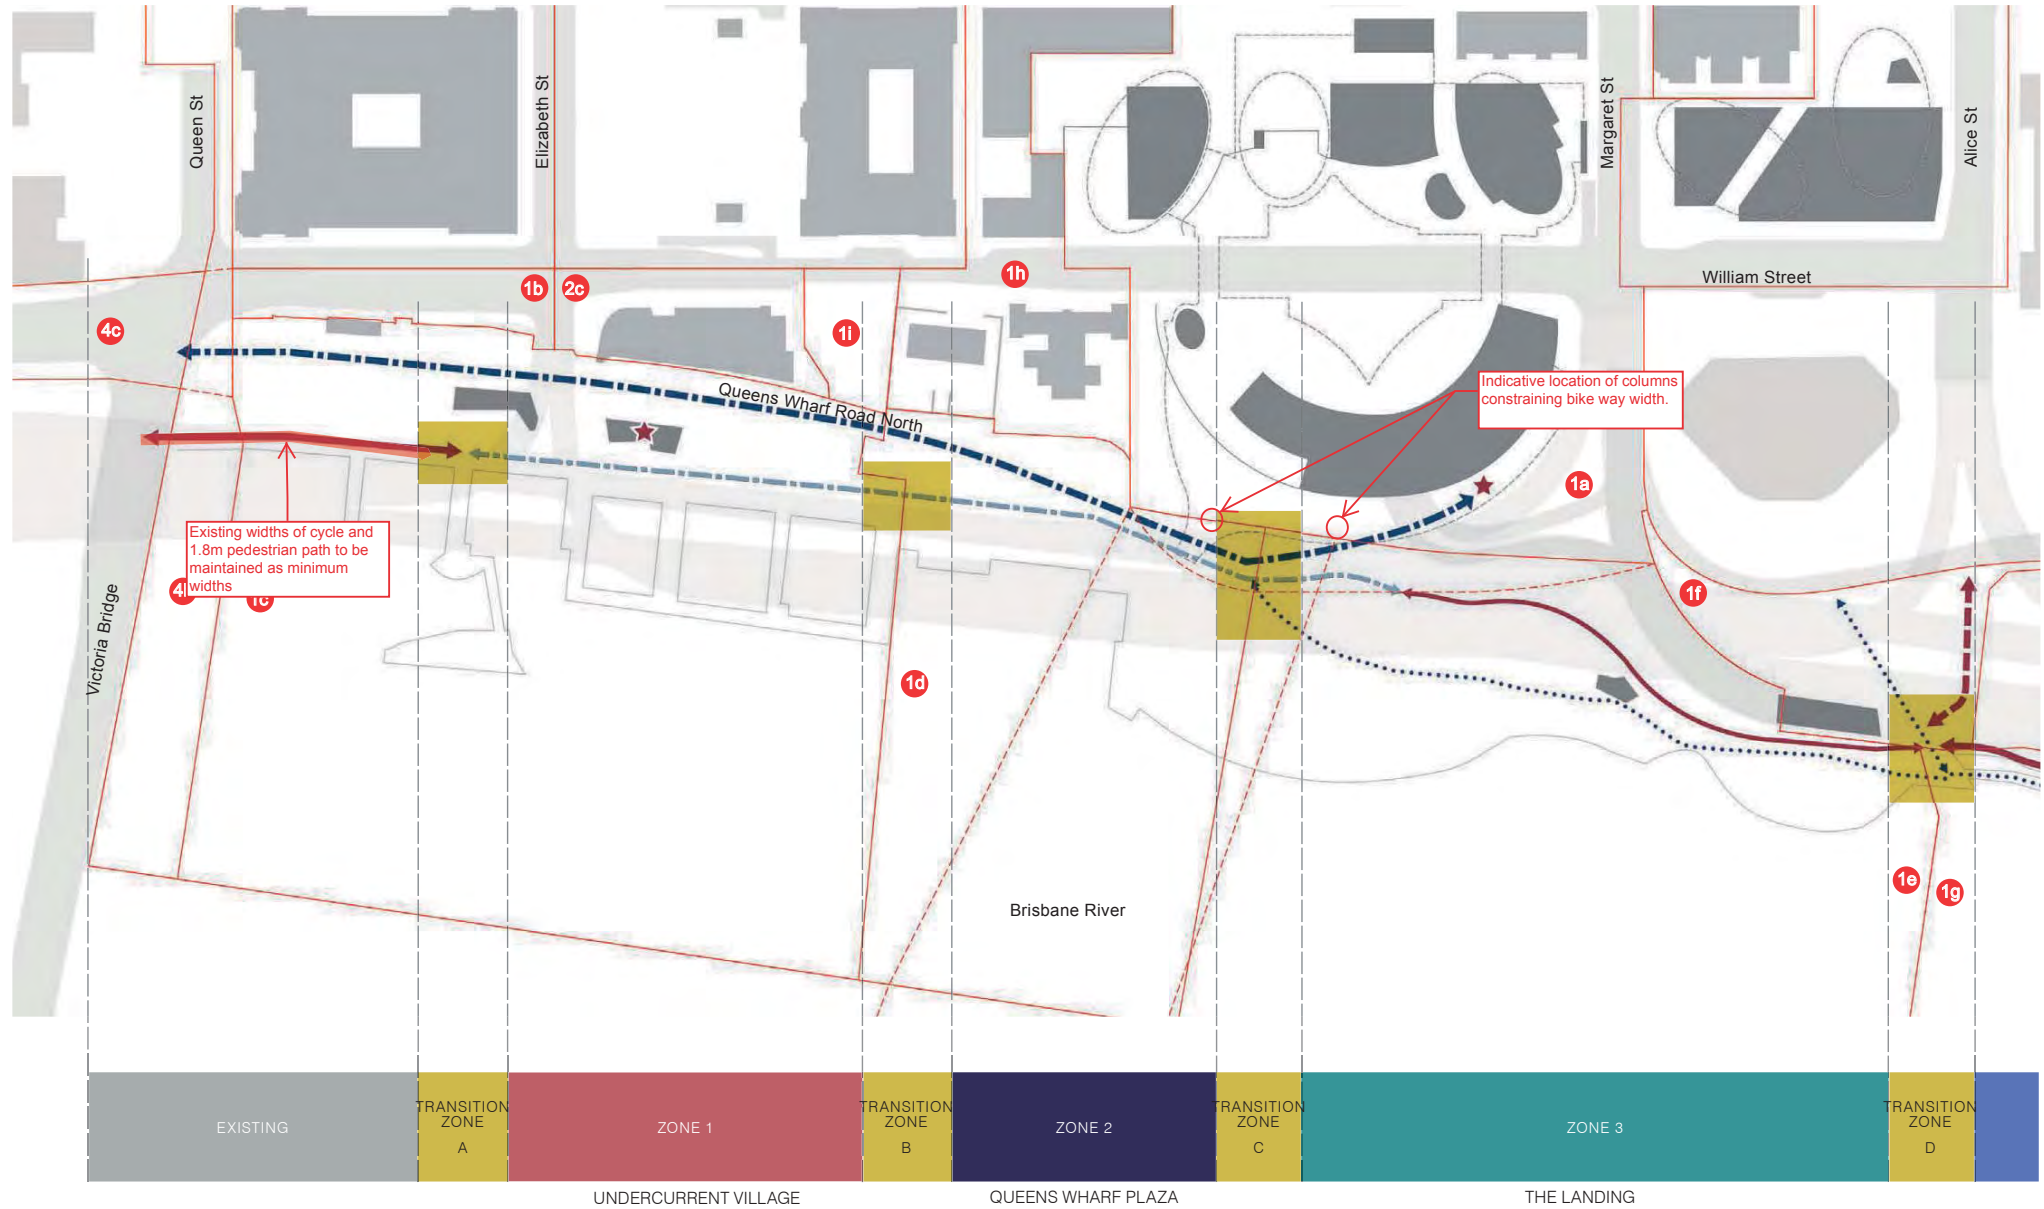 Queen St
Elizabeth St
Margaret St
Alice St
William Street
1b
2c
1h
4c
1i
Queens Wharf Road North
Indicative location of columns
constraining bike way width.
1a
Existing widths of cycle and
1.8m pedestrian path to be
maintained as minimum
widths
1c
1f
Victoria Bridge
1d
1e
1g
Brisbane River
EXISTING
TRANSITION
ZONE
A
ZONE 1
TRANSITION
ZONE
B
ZONE 2
TRANSITION
ZONE
C
ZONE 3
TRANSITION
ZONE
D
UNDERCURRENT VILLAGE
QUEENS WHARF PLAZA
THE LANDING